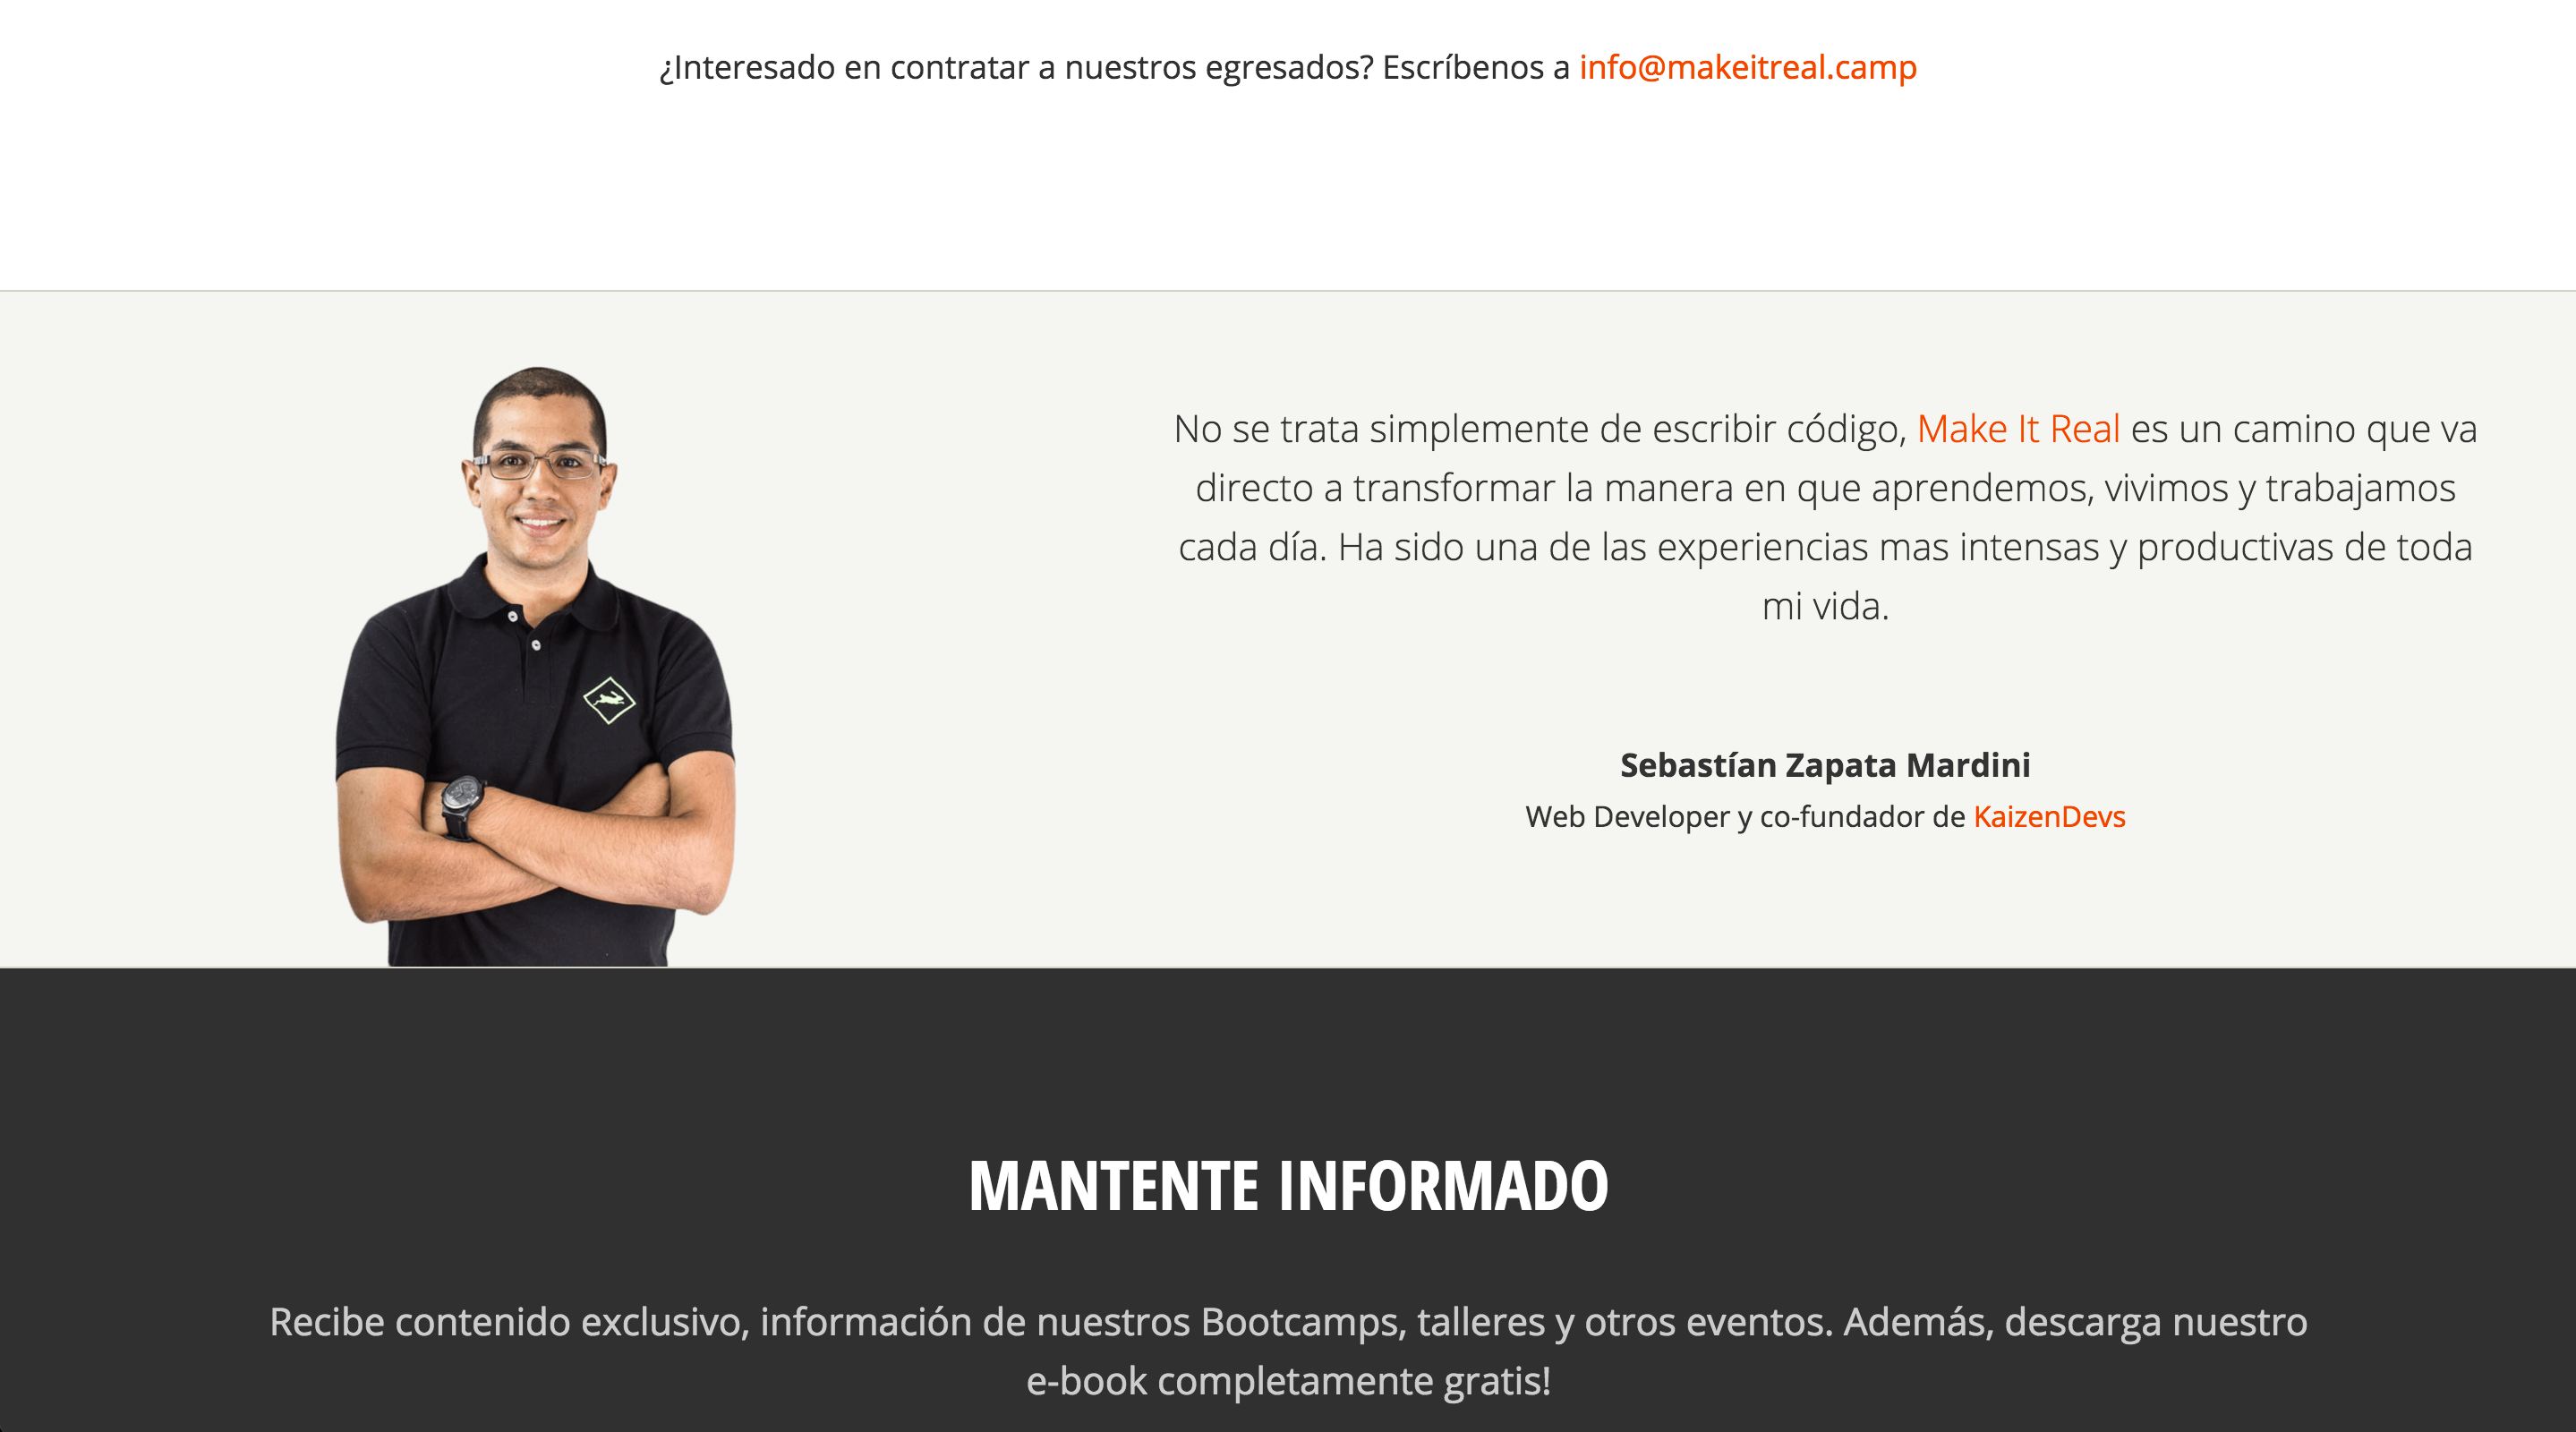 ¿Interesado en contratar a nuestros egresados? Escríbenos a info@makeitreal.camp
No se trata simplemente de escribir código, Make It Real es un camino que va
directo a transformar la manera en que aprendemos, vivimos y trabajamos
cada día. Ha sido una de las experiencias mas intensas y productivas de toda
mi vida.
Sebastían Zapata Mardini
Web Developer y co-fundador de KaizenDevs
MANTENTE INFORMADO
Recibe contenido exclusivo, información de nuestros Bootcamps, talleres y otros eventos. Además, descarga nuestro
e-book completamente gratis!